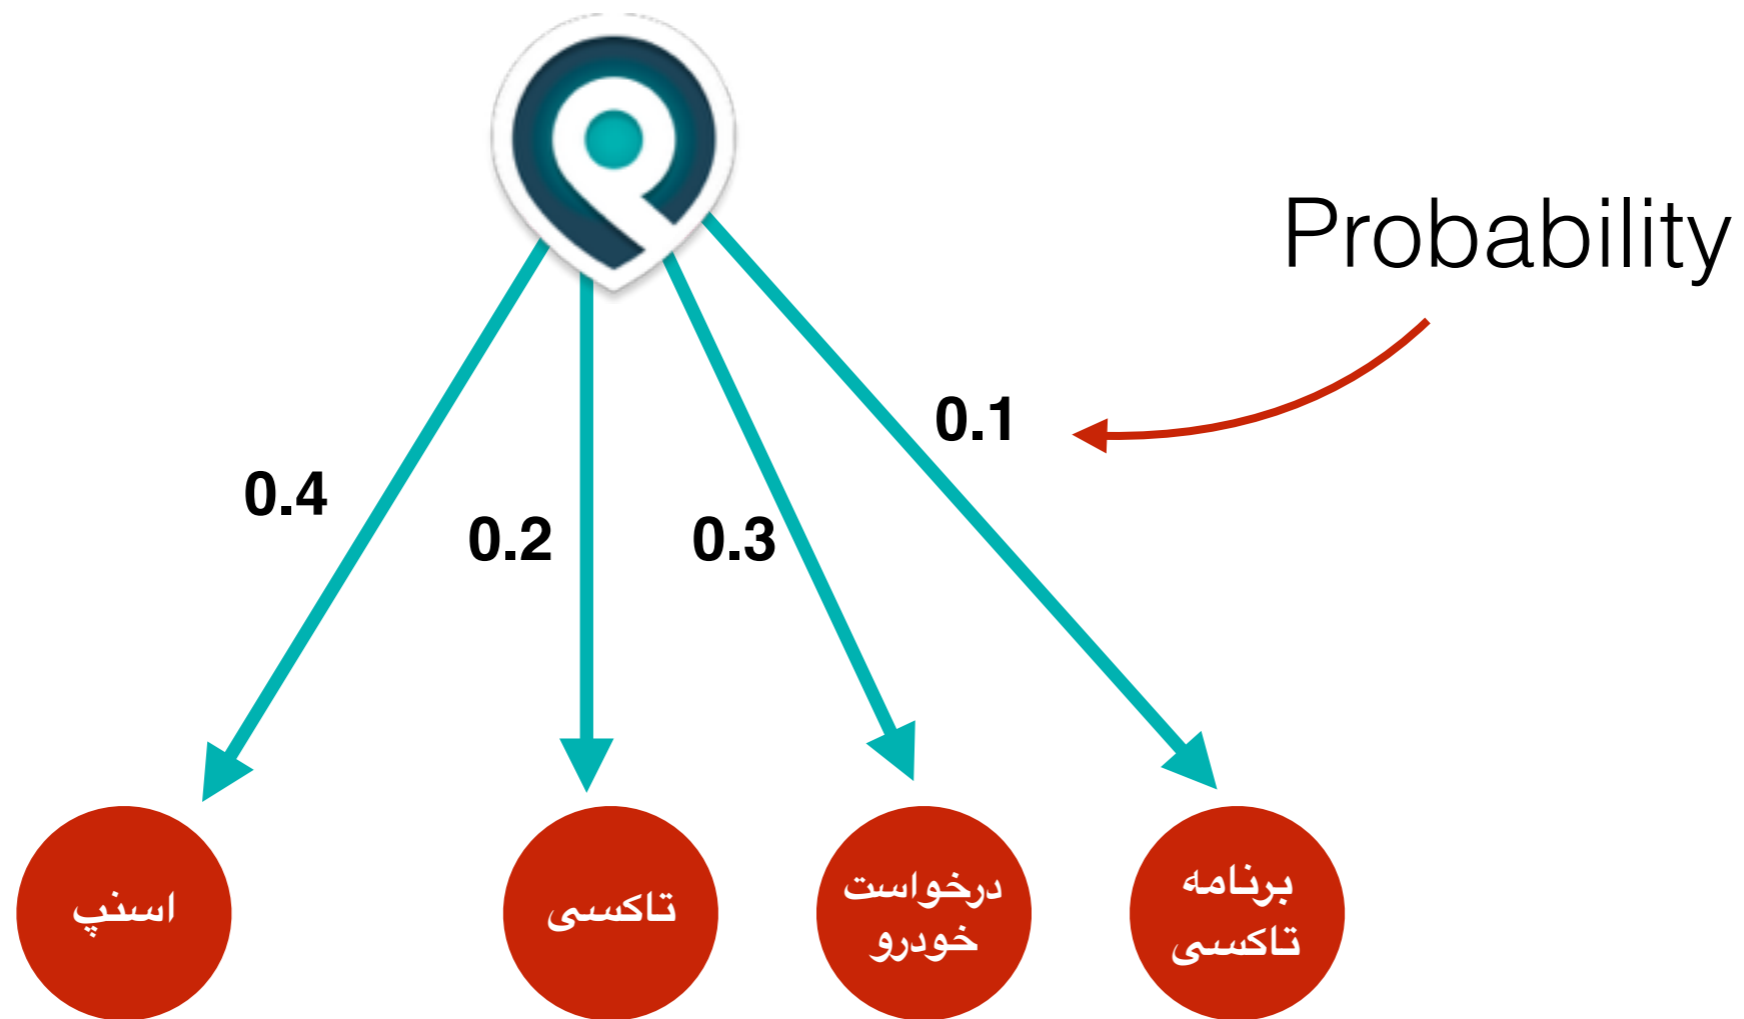 Probability
0.1
0.4
0.2
0.3
اسنپ
تاکسی
درخواست
خودرو
برنامه
تاکسی